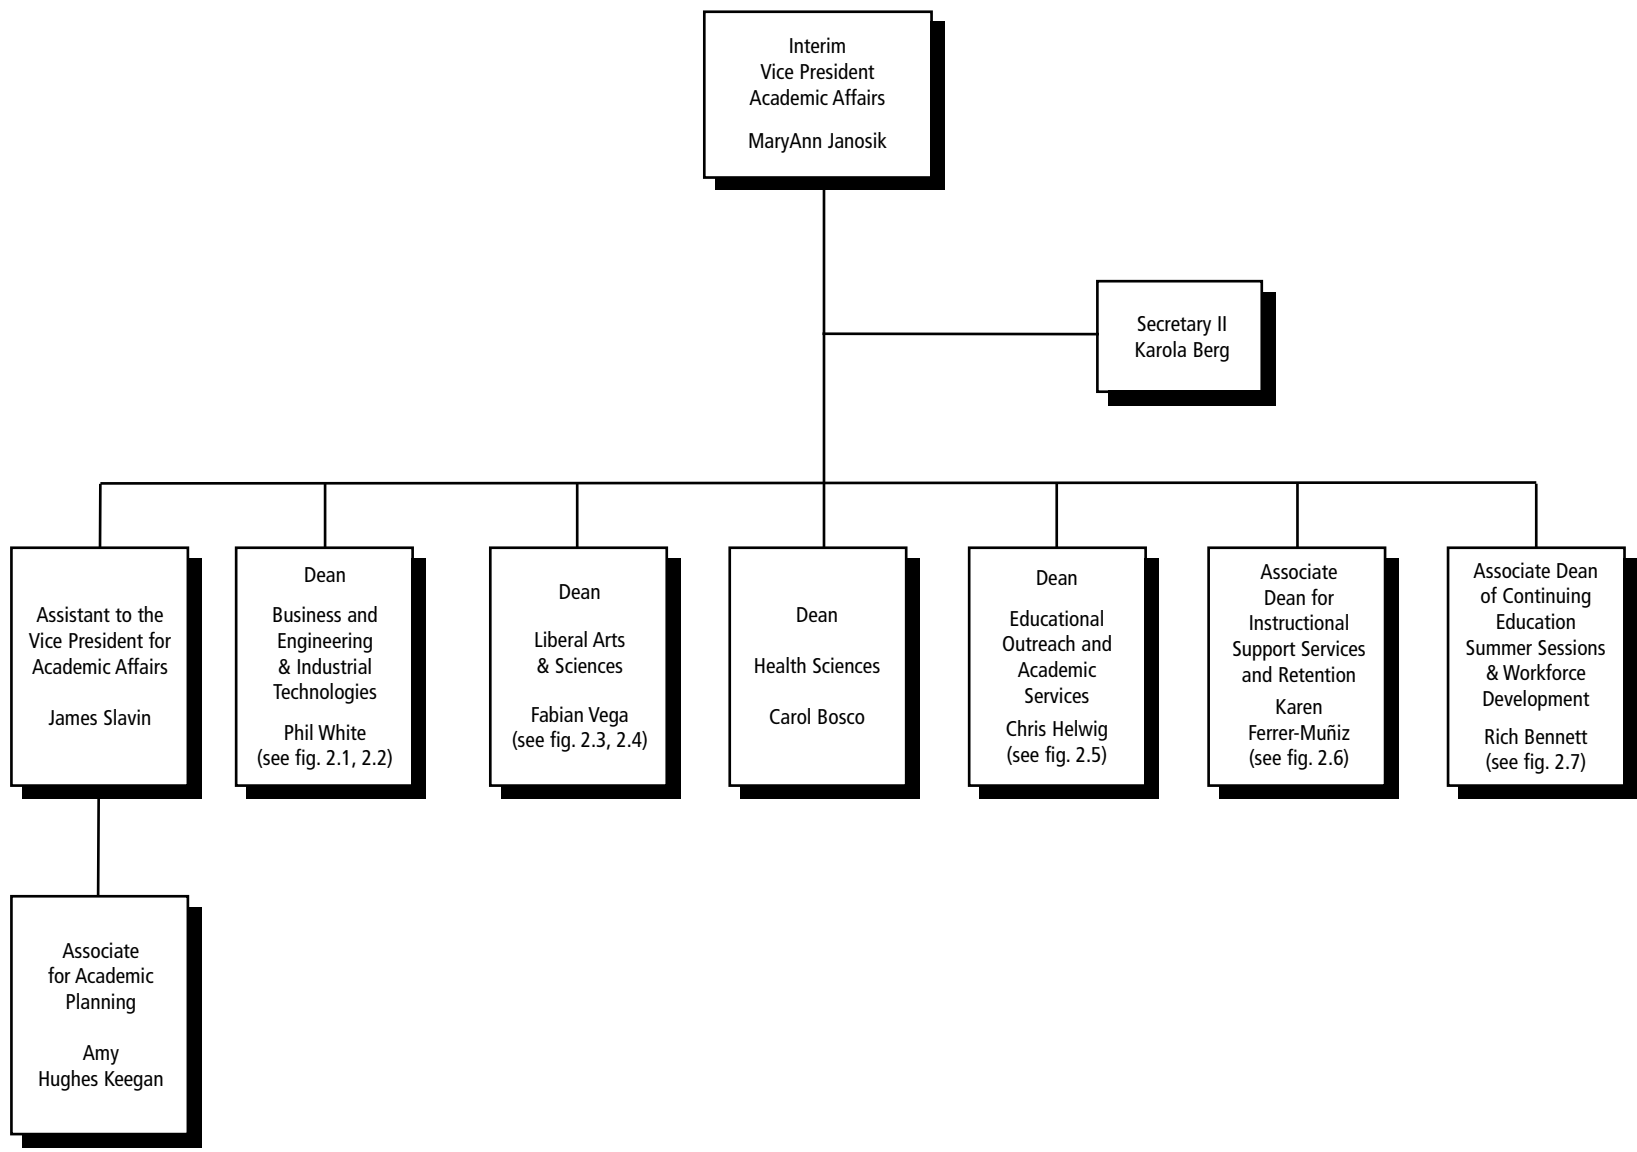 Interim
Vice President
Academic Affairs
MaryAnn Janosik
Secretary II
Karola Berg
Assistant to the
Vice President for
Academic Affairs
James Slavin
Dean
Business and
Engineering
& Industrial
Technologies
Phil White
(see fig. 2.1, 2.2)
Dean
Liberal Arts
& Sciences
Fabian Vega
(see fig. 2.3, 2.4)
Dean
Health Sciences
Carol Bosco
Dean
Educational
Outreach and
Academic
Services
Chris Helwig
(see fig. 2.5)
Associate
Dean for
Instructional
Support Services
and Retention
Karen
Ferrer-Muñiz
(see fig. 2.6)
Associate Dean
of Continuing
Education
Summer Sessions
& Workforce
Development
Rich Bennett
(see fig. 2.7)
Associate
for Academic
Planning
Amy
Hughes Keegan